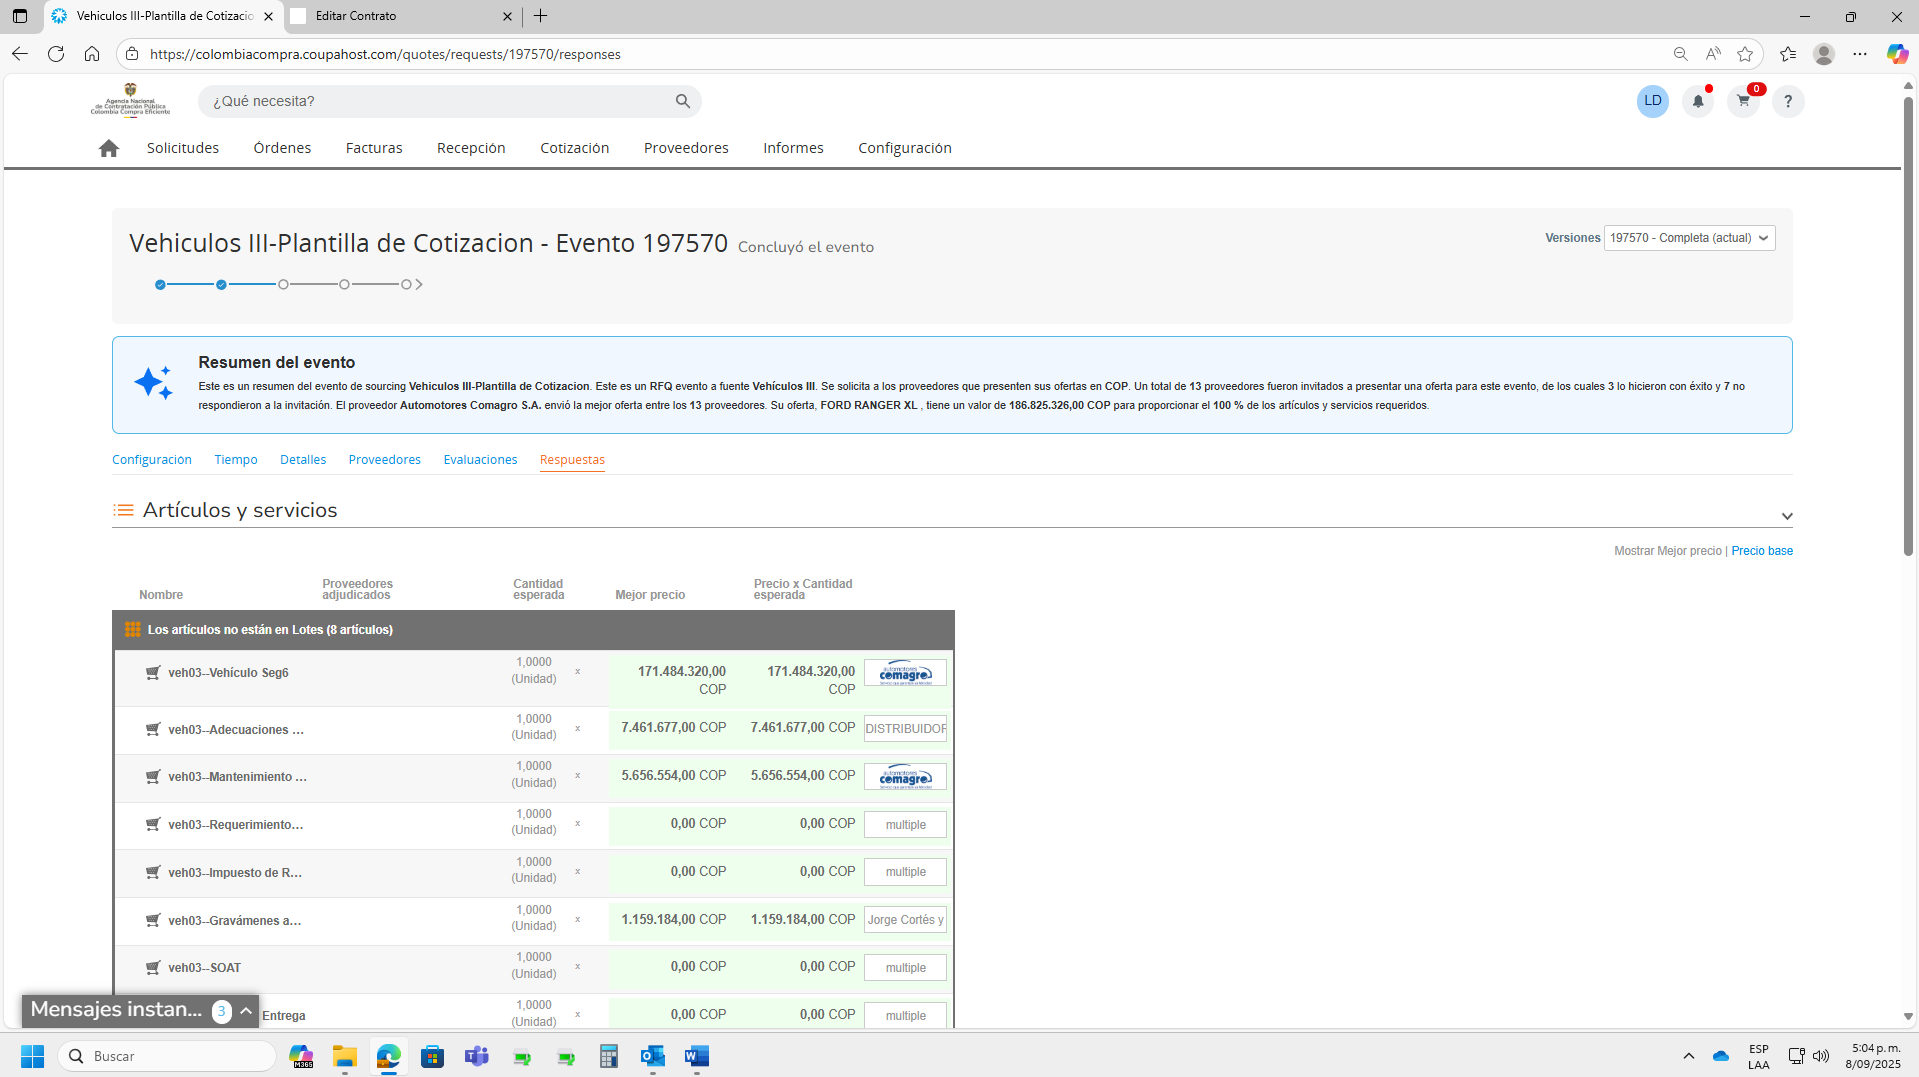 Vehiculos III-Plantilla de Cotizacio
Editar Contrato
https://colombiacompra.coupahost.com/quotes/requests/197570/responses
Agencia Nacional
de Contratación Pública
Colombia Compra Eficiente
¿Qué necesita?
LD
0
?
Solicitudes
Órdenes
Facturas
Recepción
Cotización
Proveedores
Informes
Configuración
Vehiculos III-Plantilla de Cotizacion - Evento 197570 Concluyó el evento
Versiones 197570 - Completa (actual)
Resumen del evento
Este es un resumen del evento de sourcing Vehiculos III-Plantilla de Cotizacion. Este es un RFQ evento a fuente Vehículos III. Se solicita a los proveedores que presenten sus ofertas en COP. Un total de 13 proveedores fueron invitados a presentar una oferta para este evento, de los cuales 3 lo hicieron con éxito y 7 no
respondieron a la invitación. El proveedor Automotores Comagro S.A. envió la mejor oferta entre los 13 proveedores. Su oferta, FORD RANGER XL , tiene un valor de 186.825.326,00 COP para proporcionar el 100 % de los artículos y servicios requeridos.
Configuración
Tiempo
Detalles
Proveedores
Evaluaciones
Respuestas
Artículos y servicios
Mostrar Mejor precio | Precio base
Nombre
Proveedores
adjudicados
Cantidad
esperada
Mejor precio
Precio x Cantidad
esperada
Los artículos no están en Lotes (8 artículos)
veh03--Vehículo Seg6
1,0000
(Unidad)
x
171.484.320,00
COP
171.484.320,00
COP
automotores
comagro
veh03--Adecuaciones ...
1,0000
(Unidad)
x
7.461.677,00 COP
7.461.677,00 COP
DISTRIBUIDOR
veh03--Mantenimiento ...
1,0000
(Unidad)
x
5.656.554,00 COP
5.656.554,00 COP
automotores
comagro
veh03--Requerimiento...
1,0000
(Unidad)
x
0,00 COP
0,00 COP
multiple
veh03--Impuesto de R...
1,0000
(Unidad)
x
0,00 COP
0,00 COP
multiple
veh03--Gravámenes a...
1,0000
(Unidad)
x
1.159.184,00 COP
1.159.184,00 COP
Jorge Cortés y
veh03--SOAT
1,0000
(Unidad)
x
0,00 COP
0,00 COP
multiple
Entrega
1,0000
(Unidad)
x
0,00 COP
0,00 COP
multiple
Mensajes instan... 3
Buscar
M365
ESP
LAA
5:04 p. m.
8/09/2025